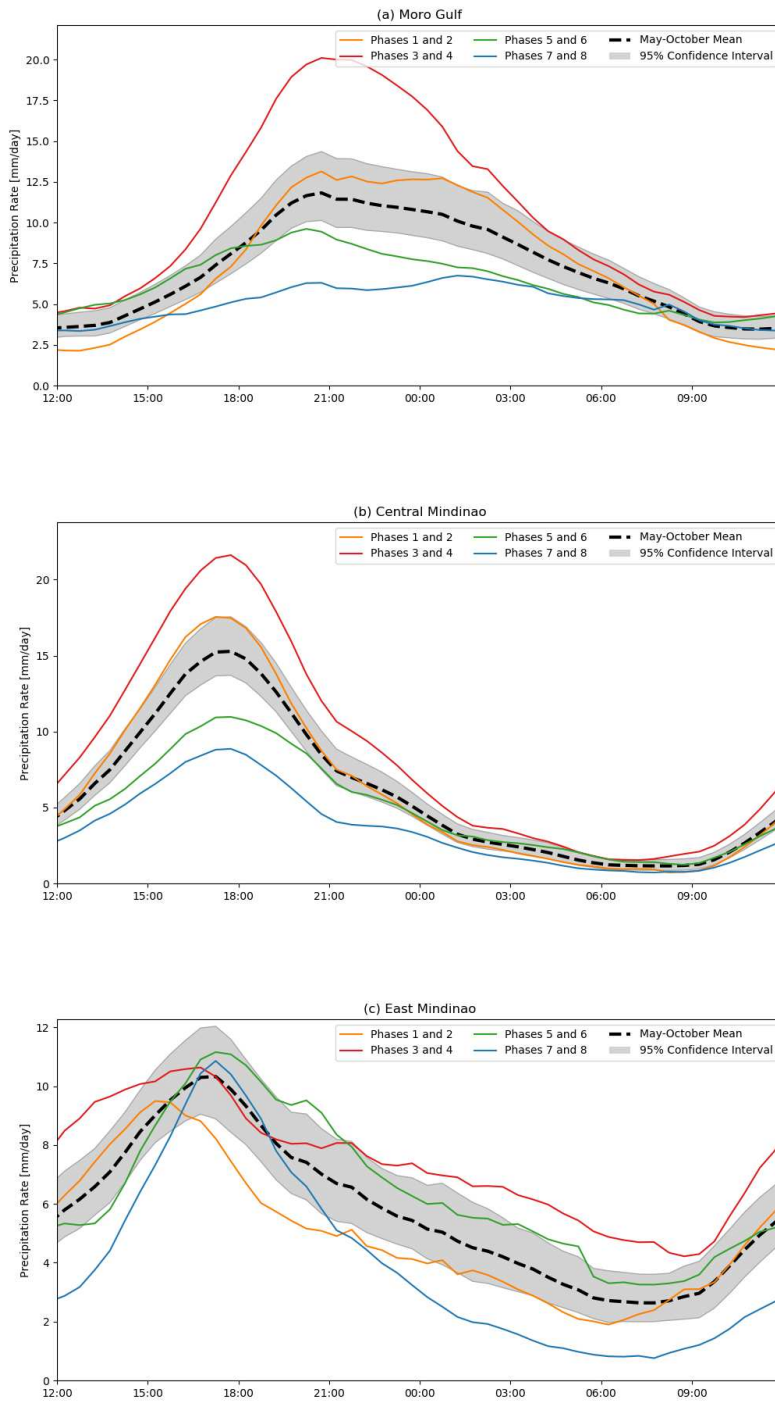 (a) Moro Gulf
Phases 1 and 2 Phases 5 and 6 May-October Mean
Phases 3 and 4 Phases 7 and 8 95% Confidence Interval
Precipitation Rate [mm/day]
20.0
17.5
15.0
12.5
10.0
7.5
5.0
2.5
0.0
12:00 15:00 18:00 21:00 00:00 03:00 06:00 09:00
(b) Central Mindinao
Phases 1 and 2 Phases 5 and 6 May-October Mean
Phases 3 and 4 Phases 7 and 8 95% Confidence Interval
Precipitation Rate [mm/day]
20
15
10
5
0
12:00 15:00 18:00 21:00 00:00 03:00 06:00 09:00
(c) East Mindinao
Phases 1 and 2 Phases 5 and 6 May-October Mean
Phases 3 and 4 Phases 7 and 8 95% Confidence Interval
Precipitation Rate [mm/day]
12
10
8
6
4
2
0
12:00 15:00 18:00 21:00 00:00 03:00 06:00 09:00